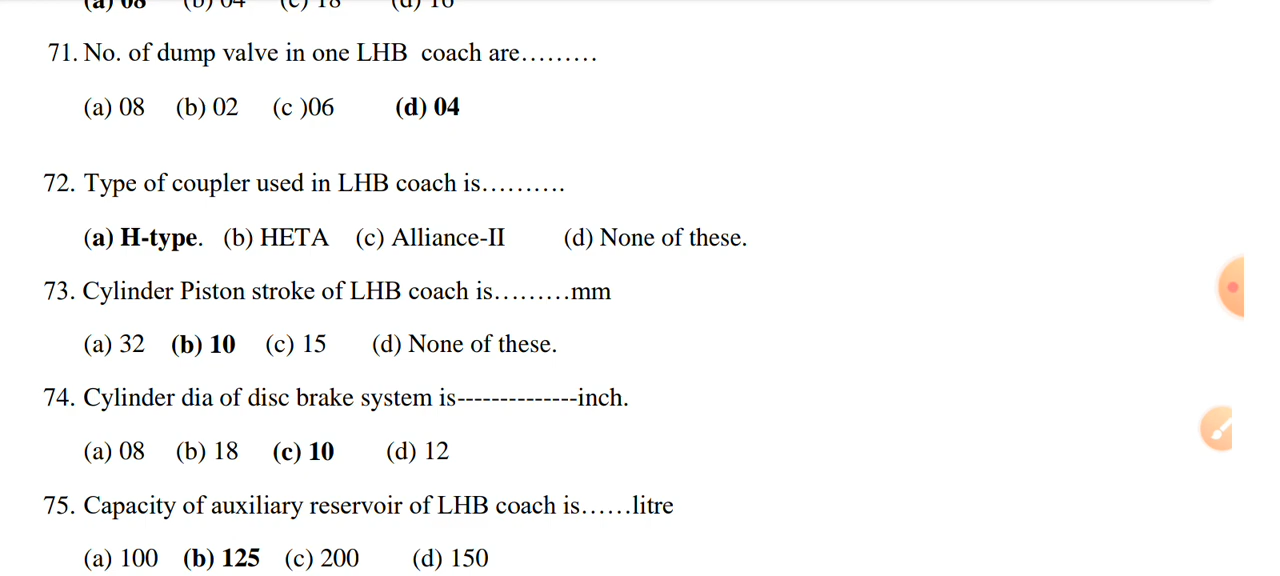 71. No. of dump valve in one LHB coach are.........
(a) 08 (b) 02 (c )06 (d) 04
72. Type of coupler used in LHB coach is..........
(a) H-type. (b) HETA (c) Alliance-II (d) None of these.
73. Cylinder Piston stroke of LHB coach is.........mm
(a) 32 (b) 10 (c) 15 (d) None of these.
74. Cylinder dia of disc brake system is--------------inch.
(a) 08 (b) 18 (c) 10 (d) 12
75. Capacity of auxiliary reservoir of LHB coach is......litre
(a) 100 (b) 125 (c) 200 (d) 150